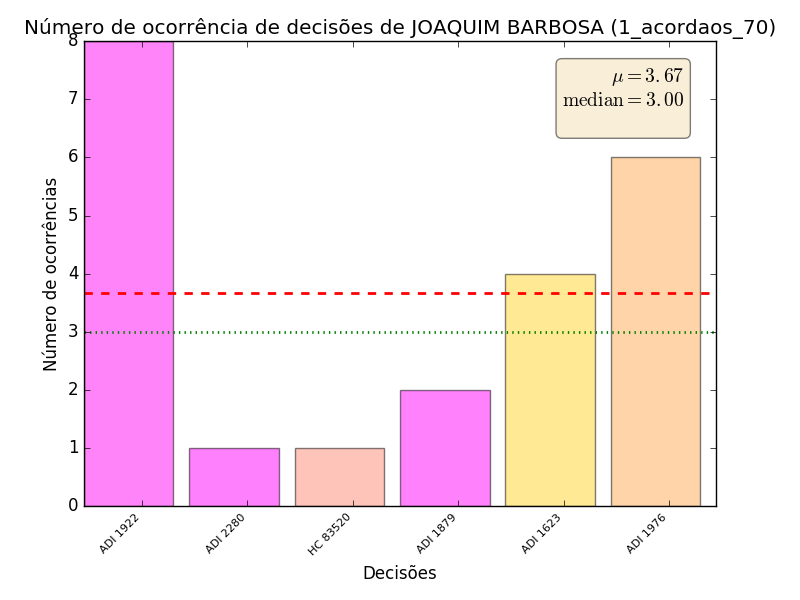 Número de ocorrência de decisões de JOAQUIM BARBOSA (1_acordaos_70)
8
7
6
5
4
3
2
1
0
Número de ocorrências
μ = 3.67
median = 3.00
ADI 1922
ADI 2280
HC 83520
ADI 1879
ADI 1623
ADI 1976
Decisões